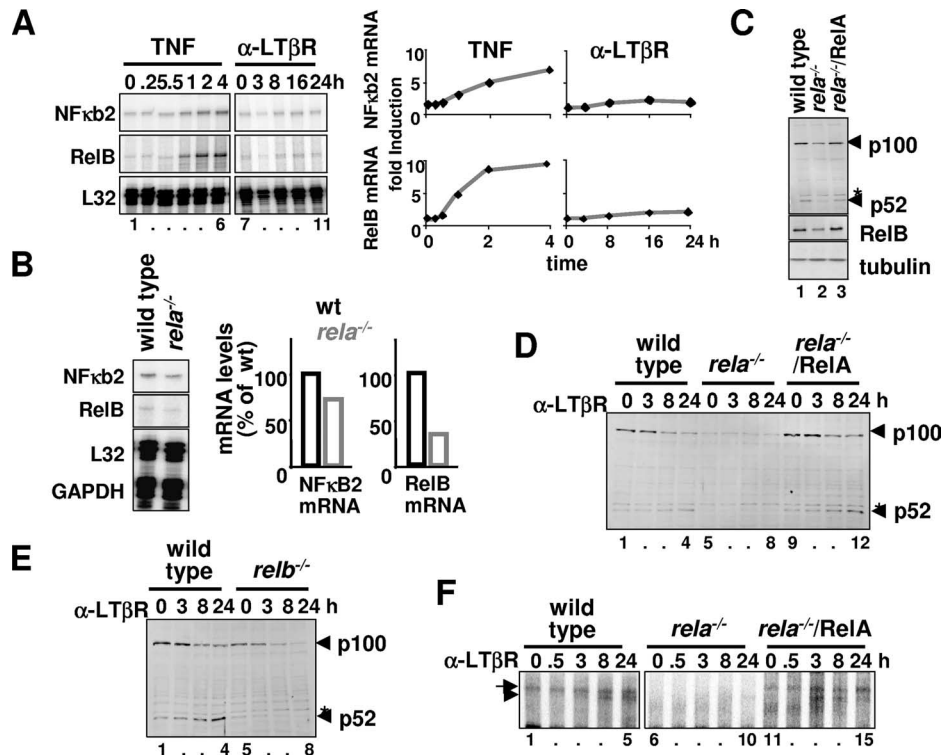 A
TNF
α-LTβR
0 .25 .5 1 2 4
0 3 8 16 24h
NFκb2
RelB
L32
1 . . . . 6
7 . . . 11
TNF
α-LTβR
NFκb2 mRNA
RelB mRNA
fold Induction
10
5
0
10
5
0
0 2 4
0 8 16 24 h
time
B
wild type
rela-/-
NFκb2
RelB
L32
GAPDH
wt
rela-/-
mRNA levels
(% of wt)
100
50
0
NFκB2
mRNA
100
50
0
RelB
mRNA
C
wild type
rela-/-
rela-/-/RelA
p100
*
p52
RelB
tubulin
1 2 3
D
wild
type
rela-/-
rela-/-
/RelA
α-LTβR
0 3 8 24 0 3 8 24 0 3 8 24 h
p100
*
p52
1 . . 4 5 . . 8 9 . . 12
E
wild
type
relb-/-
α-LTβR
0 3 8 24 0 3 8 24 h
p100
*
p52
1 . . 4 5 . . 8
F
wild
type
rela-/-
rela-/-/RelA
α-LTβR
0 .5 3 8 24 0 .5 3 8 24 0 .5 3 8 24 h
1 . . . 5 6 . . . 10 11 . . . 15